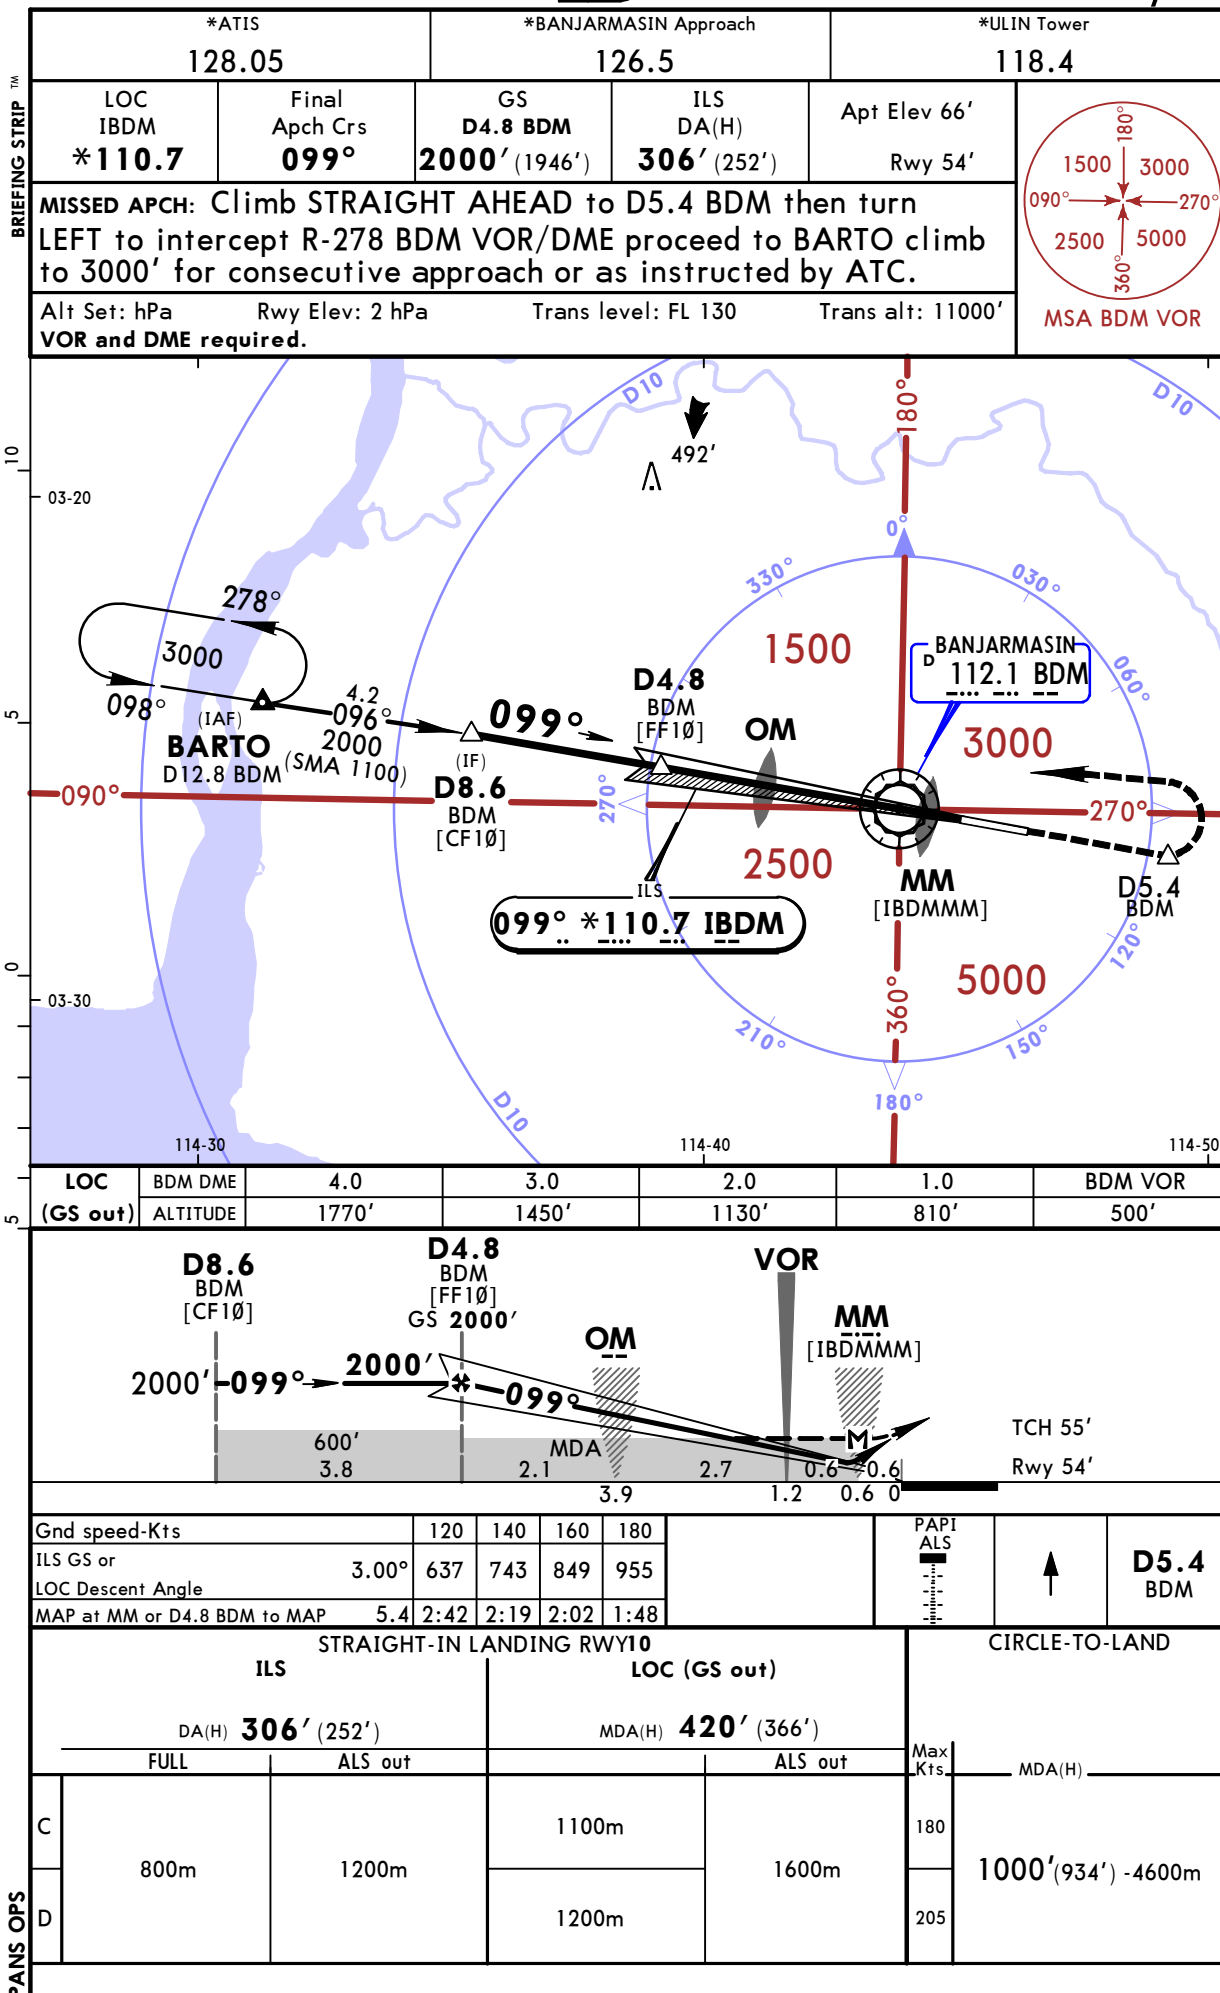 *ATIS
128.05
*BANJARMASIN Approach
126.5
*ULIN Tower
118.4
BRIEFING STRIP TM
LOC
IBDM
*110.7
Final
Apch Crs
099°
GS
D4.8 BDM
2000' (1946')
ILS
DA(H)
306' (252')
Apt Elev 66'
Rwy 54'
MISSED APCH: Climb STRAIGHT AHEAD to D5.4 BDM then turn
LEFT to intercept R-278 BDM VOR/DME proceed to BARTO climb
to 3000' for consecutive approach or as instructed by ATC.
Alt Set: hPa Rwy Elev: 2 hPa Trans level: FL 130 Trans alt: 11000'
VOR and DME required.
180°
1500 3000
090° 270°
2500 5000
360°
MSA BDM VOR
D10
D10
180°
492'
10
03-20
0°
330°
030°
278°
3000
098°
1500
BANJARMASIN
D 112.1 BDM
060°
D4.8
BDM
[FF1Ø]
4.2
096°
2000
(SMA 1100)
099°
(IAF)
BARTO
D12.8 BDM
5
OM
3000
(IF)
D8.6
BDM
[CF1Ø]
090°
270°
270°
2500
MM
[IBDMMM]
D5.4
BDM
ILS
099° *110.7 IBDM
120°
0
03-30
5000
360°
210°
150°
D10
180°
114-30
114-40
114-50
LOC
(GS out)
BDM DME 4.0 3.0 2.0 1.0 BDM VOR
ALTITUDE 1770' 1450' 1130' 810' 500'
5
D8.6
BDM
[CF1Ø]
D4.8
BDM
[FF1Ø]
GS 2000'
VOR
OM
MM
[IBDMMM]
2000' 099° 2000'
099°
TCH 55'
Rwy 54'
600'
MDA
3.8 2.1 2.7 0.6 0.6
3.9 1.2 0.6 0
M
Gnd speed-Kts 120 140 160 180
ILS GS or
LOC Descent Angle 3.00° 637 743 849 955
MAP at MM or D4.8 BDM to MAP 5.4 2:42 2:19 2:02 1:48
PAPI
ALS
D5.4
BDM
STRAIGHT-IN LANDING RWY10
CIRCLE-TO-LAND
ILS
LOC (GS out)
DA(H) 306' (252')
MDA(H) 420' (366')
FULL
ALS out
ALS out
Max
Kts
MDA(H)
C
D
800m
1200m
1100m
1200m
1600m
180
205
1000'(934') -4600m
PANS OPS